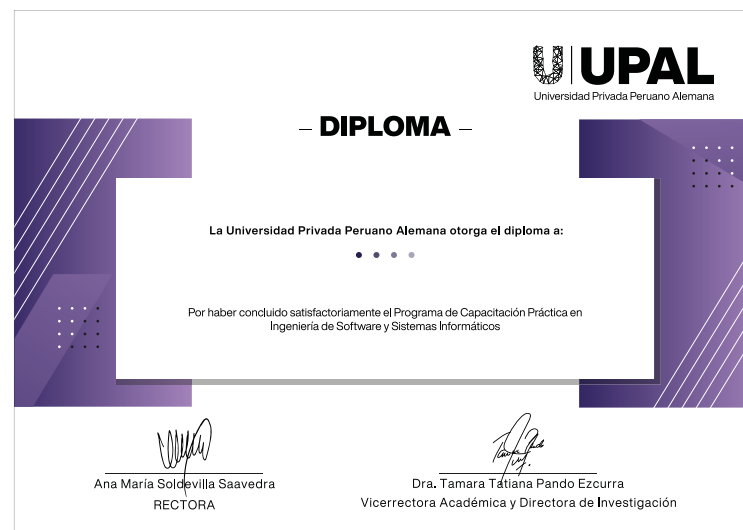 UPAL
Universidad Privada Peruano Alemana
– DIPLOMA –
La Universidad Privada Peruano Alemana otorga el diploma a:
Por haber concluido satisfactoriamente el Programa de Capacitación Práctica en
Ingeniería de Software y Sistemas Informáticos
Ana María Soldevilla Saavedra
RECTORA
Dra. Tamara Tatiana Pando Ezcurra
Vicerrectora Académica y Directora de Investigación